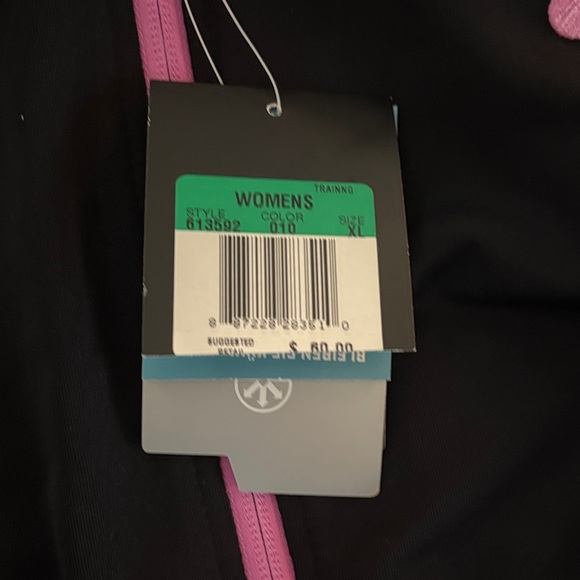 TRAINNG
WOMENS
STYLE COLOR SIZE
613592 010 XL
8 87228 28351 0
SUGGESTED
RETAIL $ 60.00